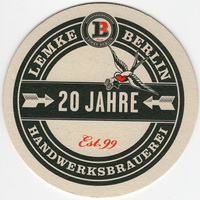 LEMKE B BERLIN
20 JAHRE
Est. 99
HANDWERKSBRAUEREI